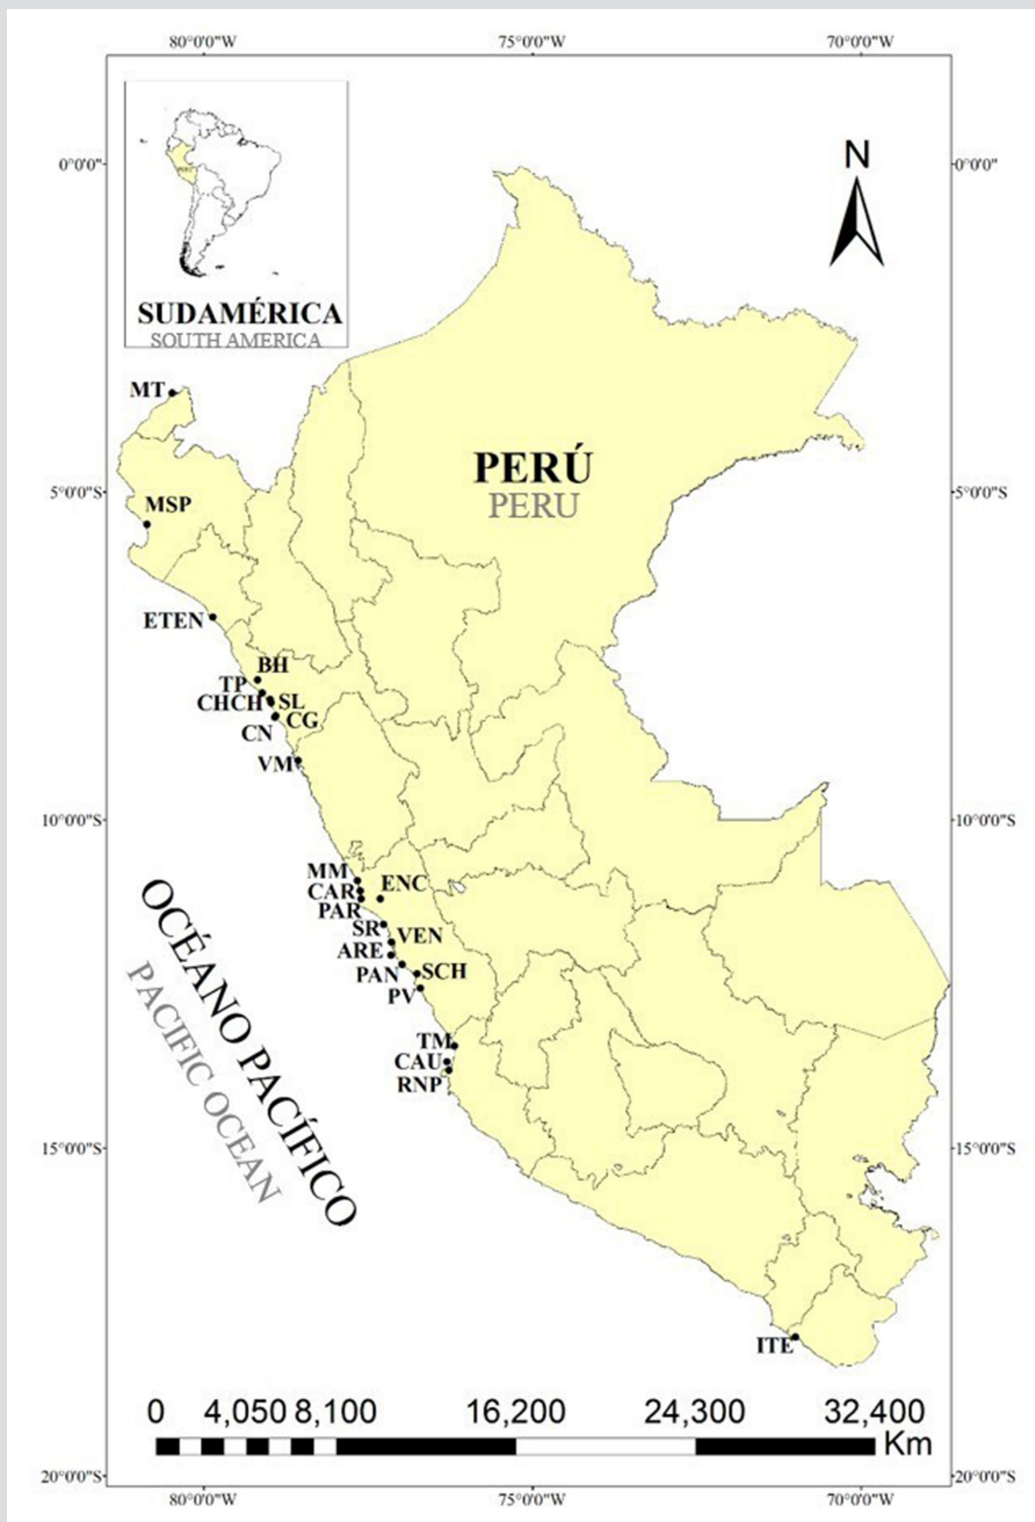 80°0'0"W 75°0'0"W 70°0'0"W
N
0°0'0" 0°0'0"
SUDAMÉRICA
SOUTH AMERICA
MT
PERÚ
PERU
5°0'0"S 5°0'0"S
MSP
ETEN
BH
TP
CHCH SL
CG
CN
VM
10°0'0"S 10°0'0"S
MM
CAR ENC
PAR
SR VEN
ARE
PAN SCH
PV
OCÉANO PACÍFICO
PACIFIC OCEAN
TM
CAU
RNP
15°0'0"S 15°0'0"S
ITE
0 4,050 8,100 16,200 24,300 32,400
Km
20°0'0"S 20°0'0"S
80°0'0"W 75°0'0"W 70°0'0"W